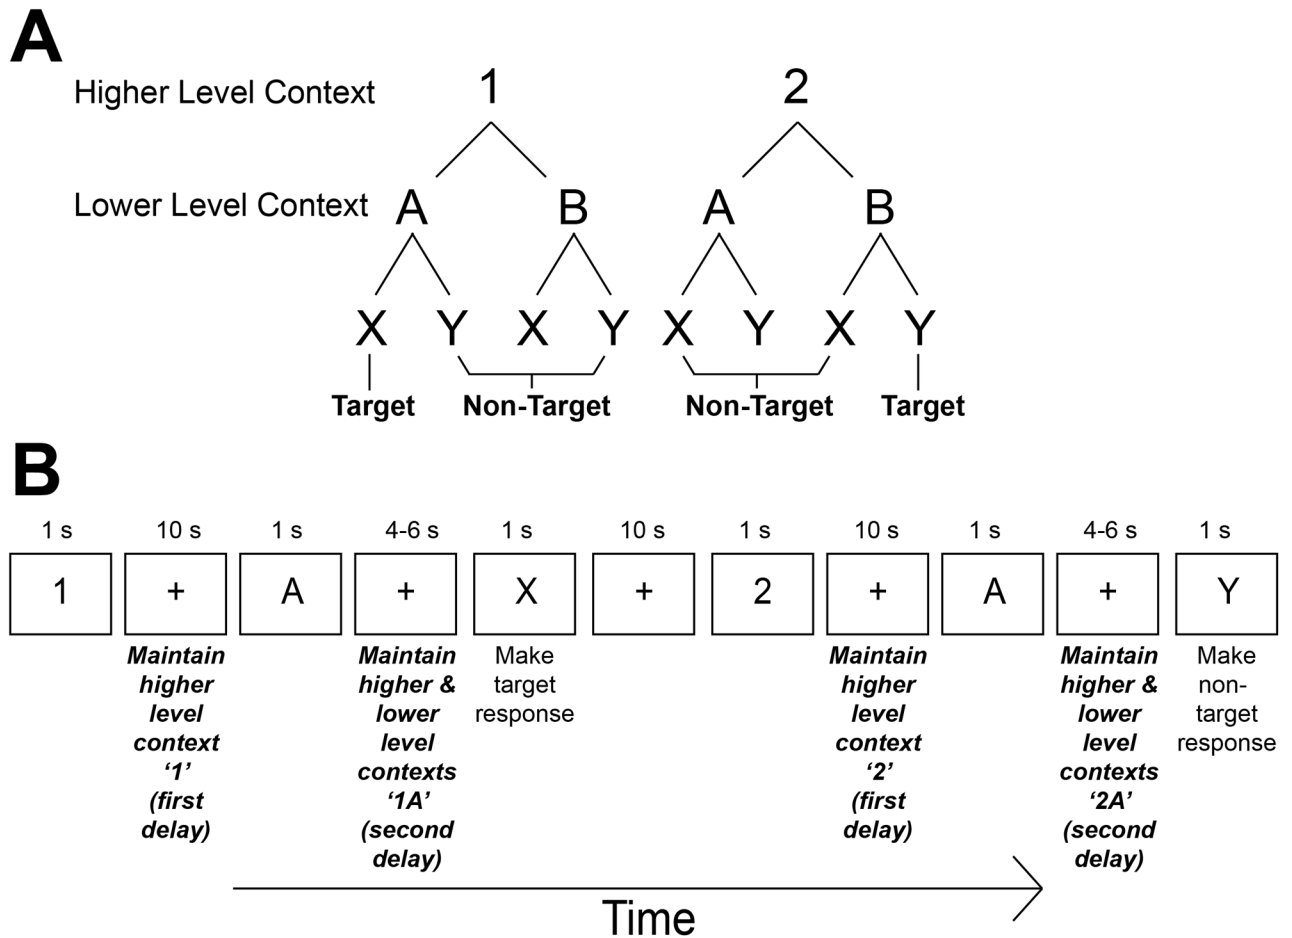 A
Higher Level Context 1 2
Lower Level Context A B A B
X Y X Y X Y X Y
Target Non-Target Non-Target Target
B
1 s 10 s 1 s 4-6 s 1 s 10 s 1 s 10 s 1 s 4-6 s 1 s
1 + A + X + 2 + A + Y
Maintain
higher
level
context
‘1’
(first
delay)
Maintain
higher &
lower
level
contexts
‘1A’
(second
delay)
Make
target
response
Maintain
higher
level
context
‘2’
(first
delay)
Maintain
higher &
lower
level
contexts
‘2A’
(second
delay)
Make
non-
target
response
Time